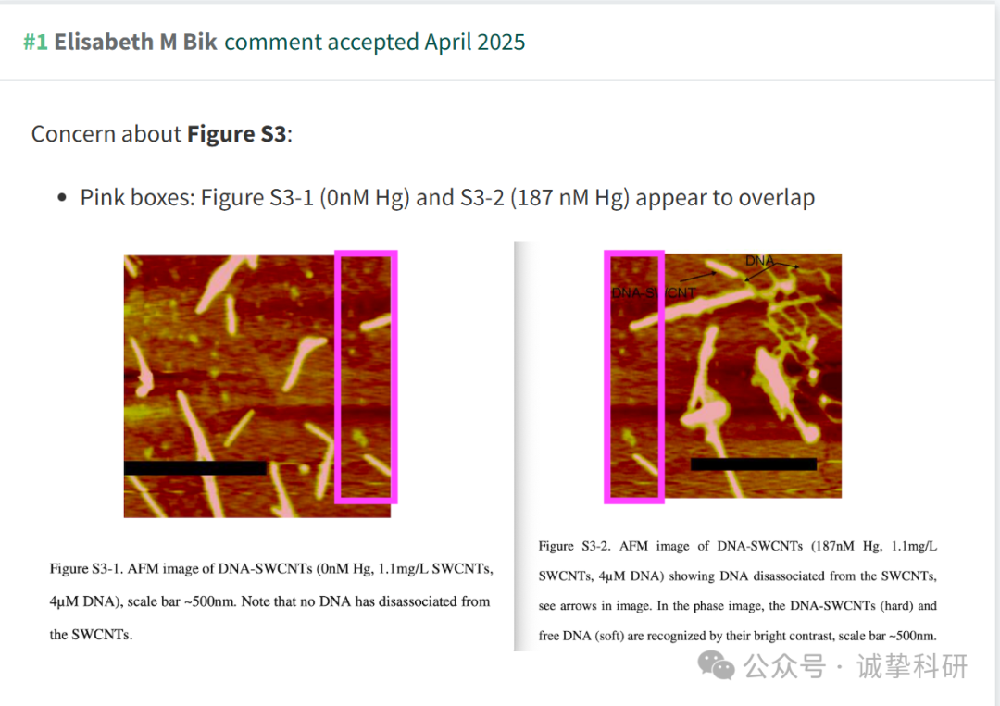 #1 Elisabeth M Bik comment accepted April 2025
Concern about Figure S3:
• Pink boxes: Figure S3-1 (0nM Hg) and S3-2 (187 nM Hg) appear to overlap
DNA
DNA-SWCNT
Figure S3-1. AFM image of DNA-SWCNTs (0nM Hg, 1.1mg/L SWCNTs,
4μM DNA), scale bar ~500nm. Note that no DNA has disassociated from
the SWCNTs.
Figure S3-2. AFM image of DNA-SWCNTs (187nM Hg, 1.1mg/L
SWCNTs, 4μM DNA) showing DNA disassociated from the SWCNTs,
see arrows in image. In the phase image, the DNA-SWCNTs (hard) and
free DNA (soft) are recognized by their bright contrast, scale bar ~500nm.
公众号 · 诚挚科研